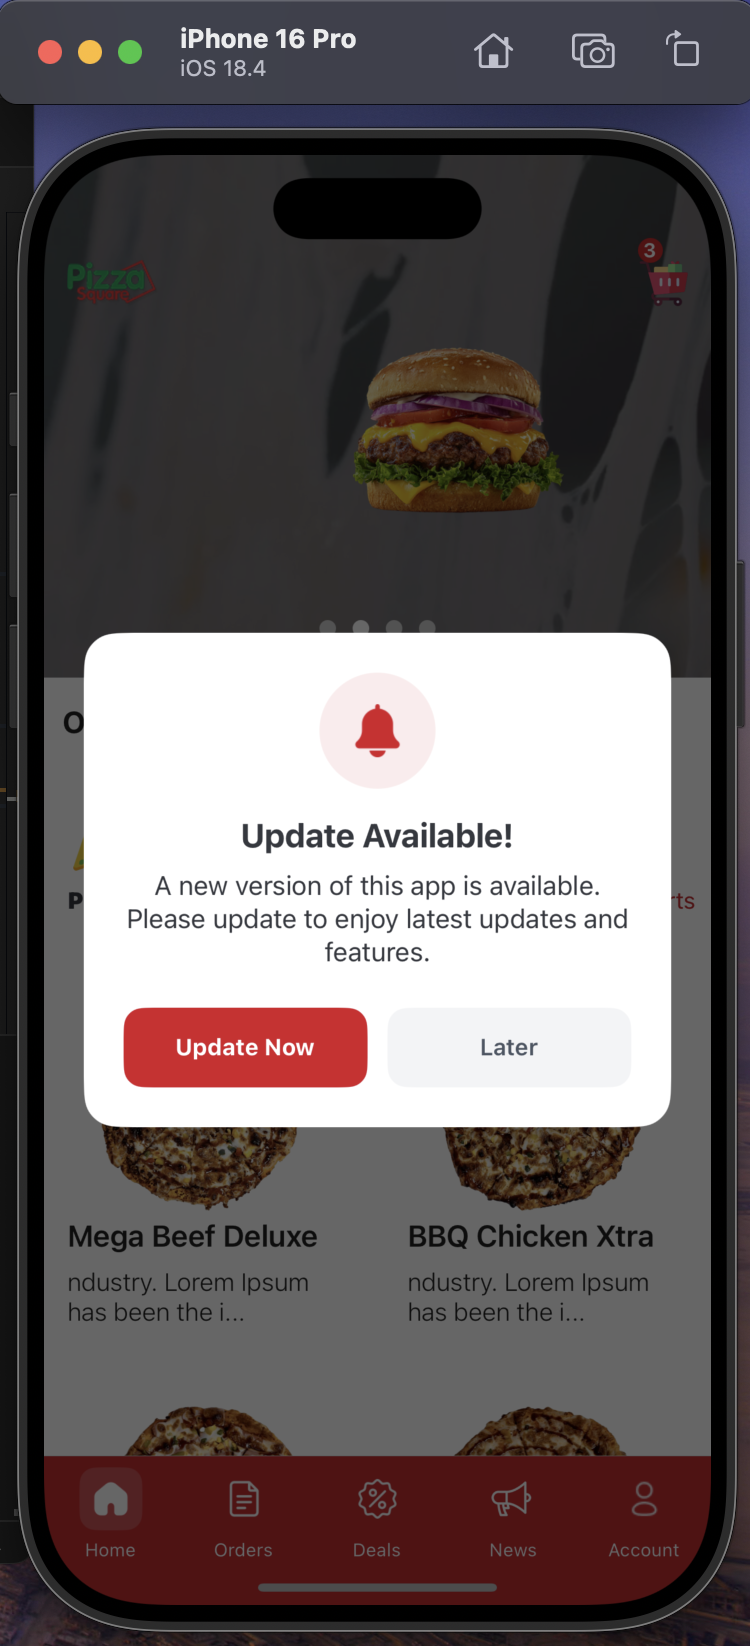 iPhone 16 Pro
iOS 18.4
3
Pizza
Square
O
P
rts
Update Available!
A new version of this app is available.
Please update to enjoy latest updates and
features.
Update Now
Later
Mega Beef Deluxe
BBQ Chicken Xtra
ndustry. Lorem Ipsum
has been the i...
ndustry. Lorem Ipsum
has been the i...
Home
Orders
Deals
News
Account